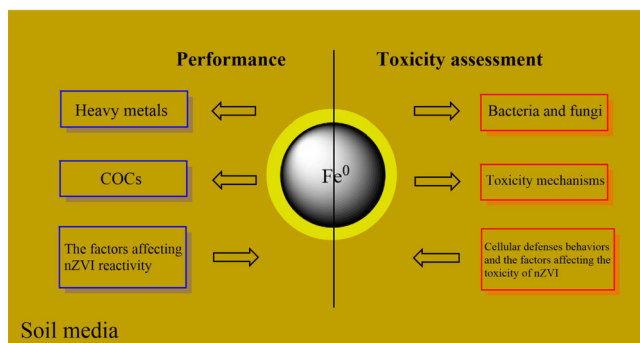 Performance
Toxicity assessment
Heavy metals
Bacteria and fungi
COCs
Fe⁰
Toxicity mechanisms
The factors affecting
nZVI reactivity
Cellular defenses behaviors
and the factors affecting the
toxicity of nZVI
Soil media